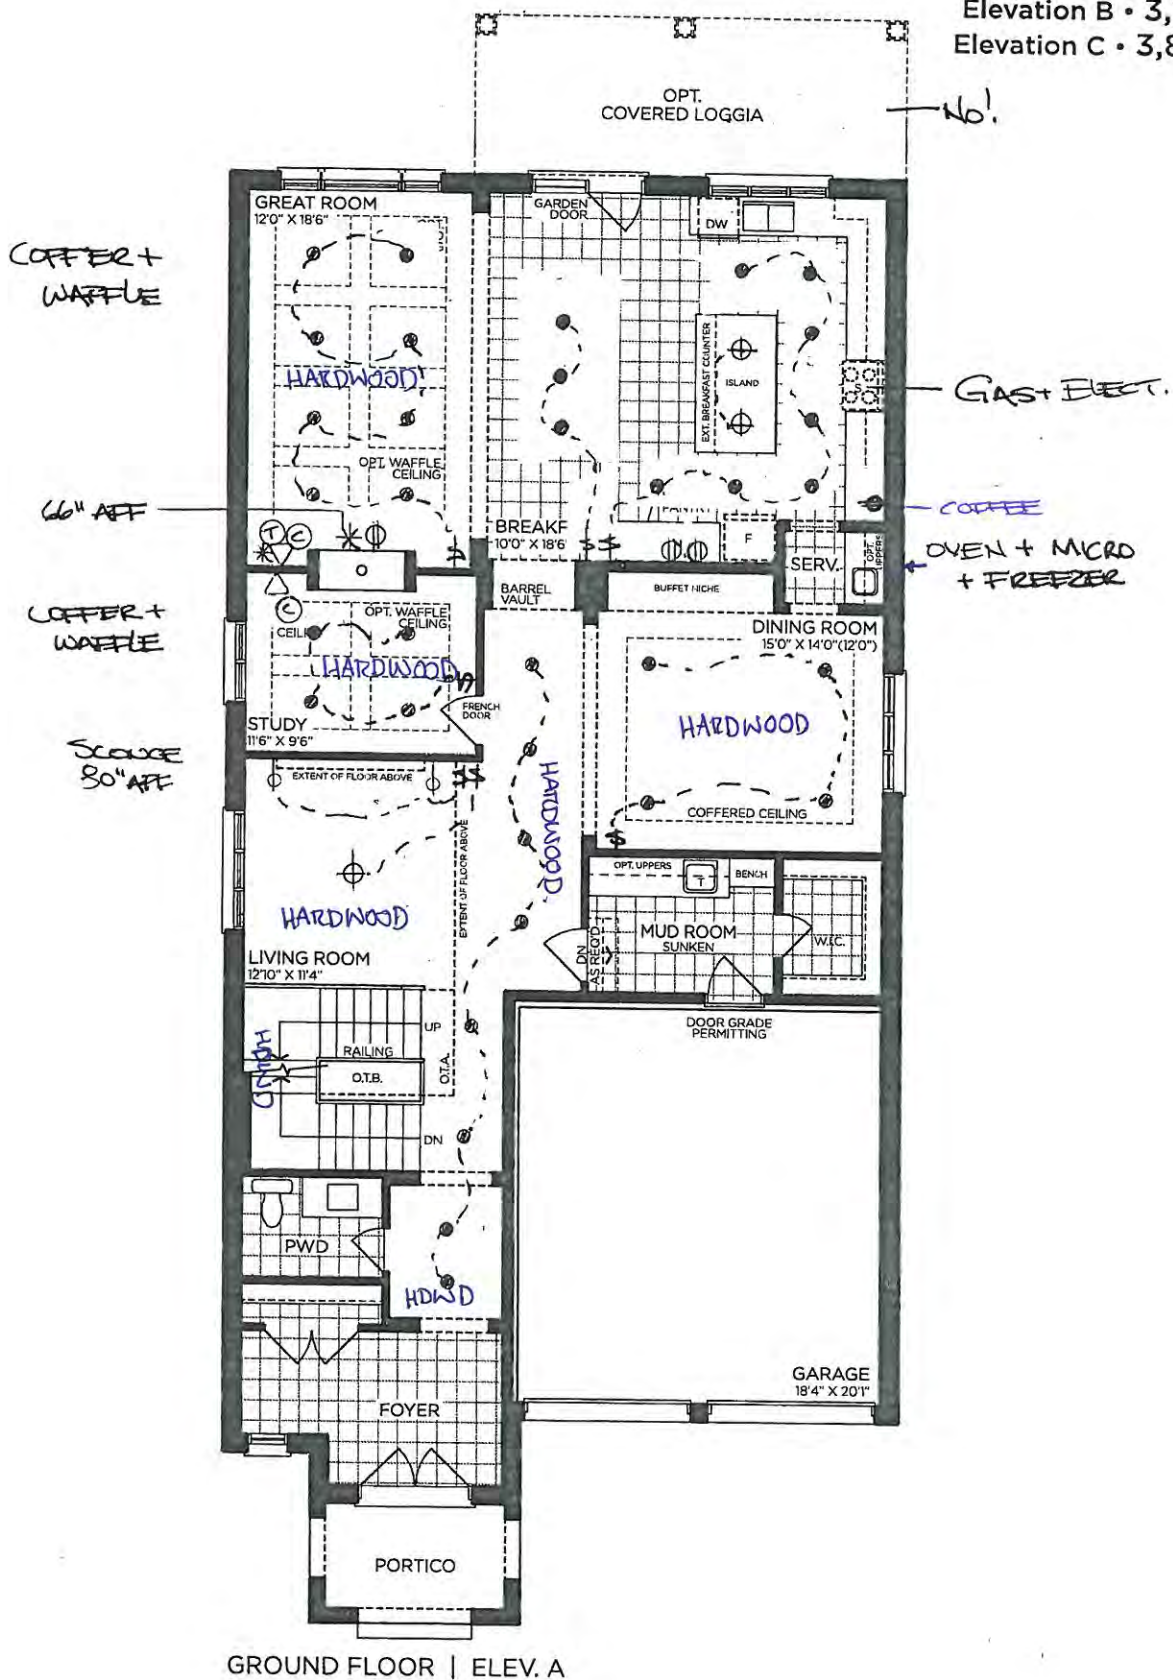 Elevation B • 3,
Elevation C • 3,8
OPT.
COVERED LOGGIA
No!
GREAT ROOM
12'0" X 18'6"
GARDEN
DOOR
DW
COFFER +
WAFFLE
EXT. BREAKFAST COUNTER
ISLAND
HARDWOOD
S
GAS + ELECT.
OPT. WAFFLE
CEILING
66" AFF
T
C
BREAKF
10'0" X 18'6
PANTRY
F
COFFEE
SERV.
OPT.
UPPERS
OVEN + MICRO
+ FREEZER
BARREL
VAULT
BUFFET NICHE
C
OPT. WAFFLE
CEILING
CEILI
COFFER +
WAFFLE
HARDWOOD
DINING ROOM
15'0" X 14'0"(12'0")
STUDY
11'6" X 9'6"
FRENCH
DOOR
HARDWOOD
SCONCE
80" AFF
EXTENT OF FLOOR ABOVE
EXTENT OF FLOOR ABOVE
HARDWOOD.
COFFERED CEILING
HARDWOOD
OPT. UPPERS
T
BENCH
LIVING ROOM
12'10" X 11'4"
DN
AS REQ'D
MUD ROOM
SUNKEN
W.I.C.
DOOR GRADE
PERMITTING
UP
RAILING
O.T.B.
O.T.A.
HDWD
DN
PWD
HDWD
FOYER
GARAGE
18'4" X 20'1"
PORTICO
GROUND FLOOR | ELEV. A